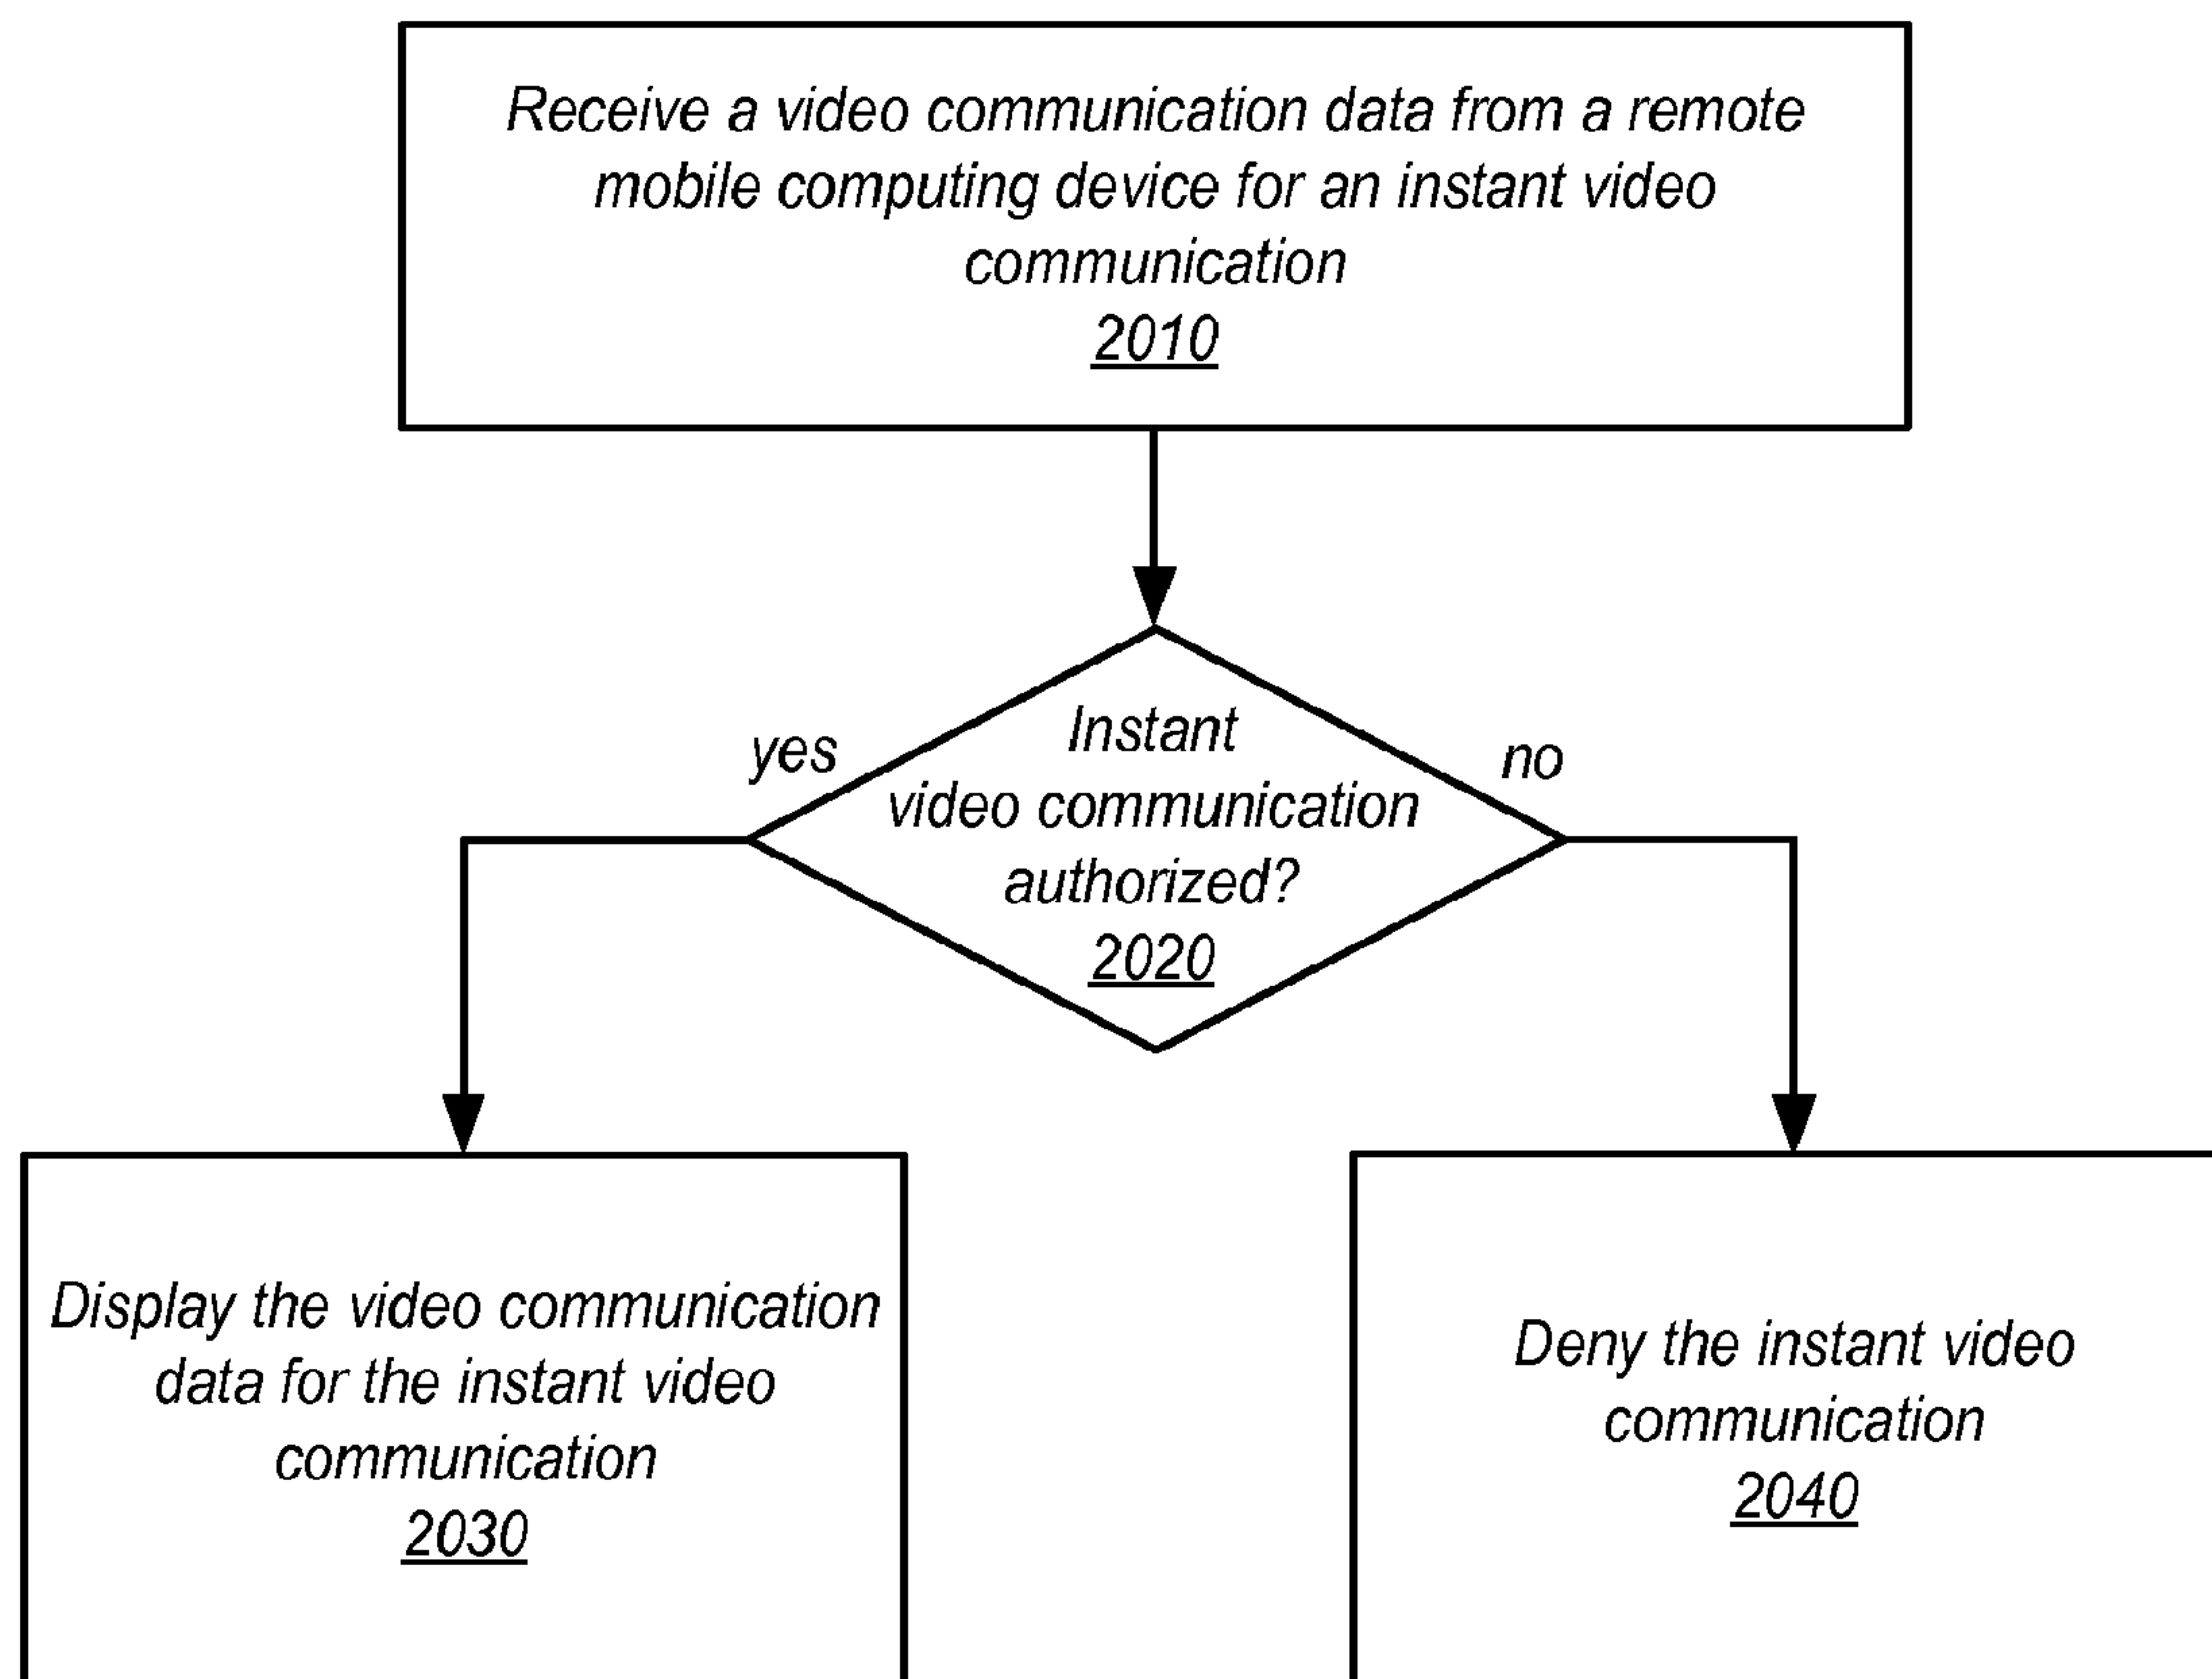 Receive a video communication data from a remote
mobile computing device for an instant video
communication
2010
yes
Instant
video communication
authorized?
2020
no
Display the video communication
data for the instant video
communication
2030
Deny the instant video
communication
2040